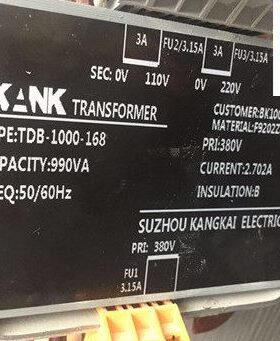 3A FU2/3.15A 3A FU3/3.15A
SEC: 0V 110V 0V 220V
KANK TRANSFORMER
CUSTOMER:BK100
PE:TDB-1000-168
MATERIAL:F9202Z
PRI:380V
APACITY:990VA
CURRENT:2.702A
EQ:50/60Hz
INSULATION:B
SUZHOU KANGKAI ELECTRIC
PRI: 380V
FU1
3.15A